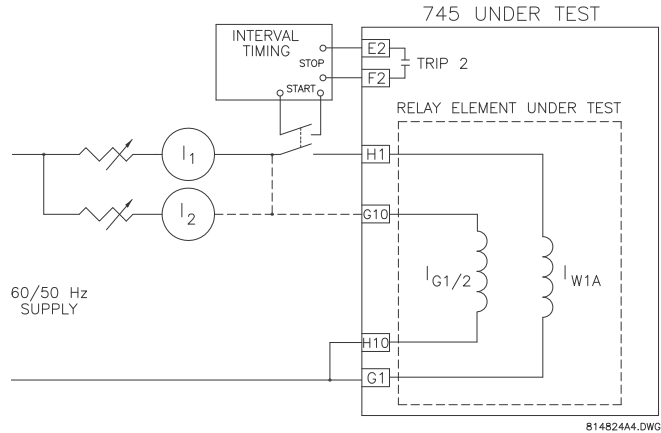 745 UNDER TEST
INTERVAL
TIMING
STOP
START
E2
TRIP 2
F2
RELAY ELEMENT UNDER TEST
I1
H1
I2
G10
IG1/2
IW1A
60/50 Hz
SUPPLY
H10
G1
814824A4.DWG